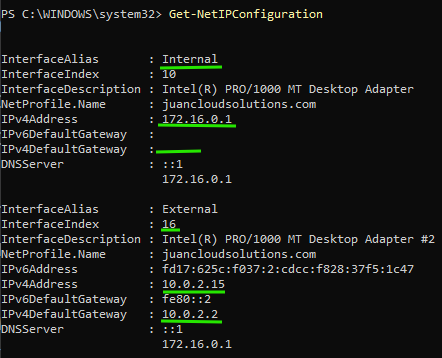 PS C:\WINDOWS\system32> Get-NetIPConfiguration
InterfaceAlias : Internal
InterfaceIndex : 10
InterfaceDescription : Intel(R) PRO/1000 MT Desktop Adapter
NetProfile.Name : juancloudsolutions.com
IPv4Address : 172.16.0.1
IPv6DefaultGateway :
IPv4DefaultGateway :
DNSServer : ::1
172.16.0.1
InterfaceAlias : External
InterfaceIndex : 16
InterfaceDescription : Intel(R) PRO/1000 MT Desktop Adapter #2
NetProfile.Name : juancloudsolutions.com
IPv6Address : fd17:625c:f037:2:cdcc:f828:37f5:1c47
IPv4Address : 10.0.2.15
IPv6DefaultGateway : fe80::2
IPv4DefaultGateway : 10.0.2.2
DNSServer : ::1
172.16.0.1